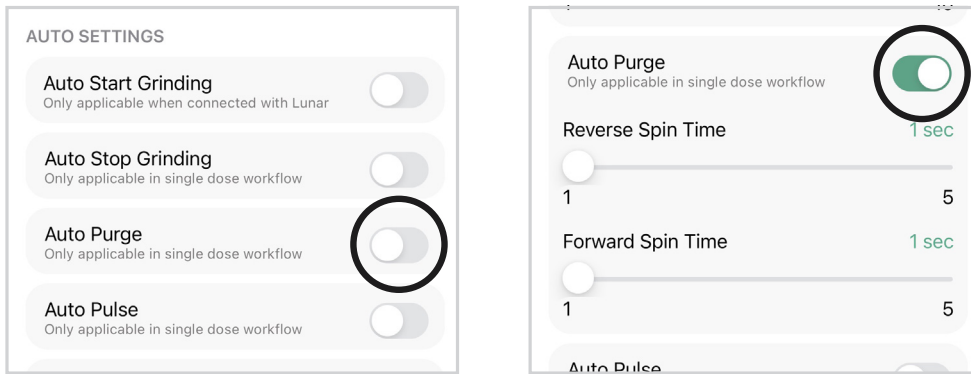 AUTO SETTINGS
Auto Start Grinding
Only applicable when connected with Lunar
Auto Stop Grinding
Only applicable in single dose workflow
Auto Purge
Only applicable in single dose workflow
Auto Pulse
Only applicable in single dose workflow
Auto Purge
Only applicable in single dose workflow
Reverse Spin Time 1 sec
1 5
Forward Spin Time 1 sec
1 5
Auto Pulse